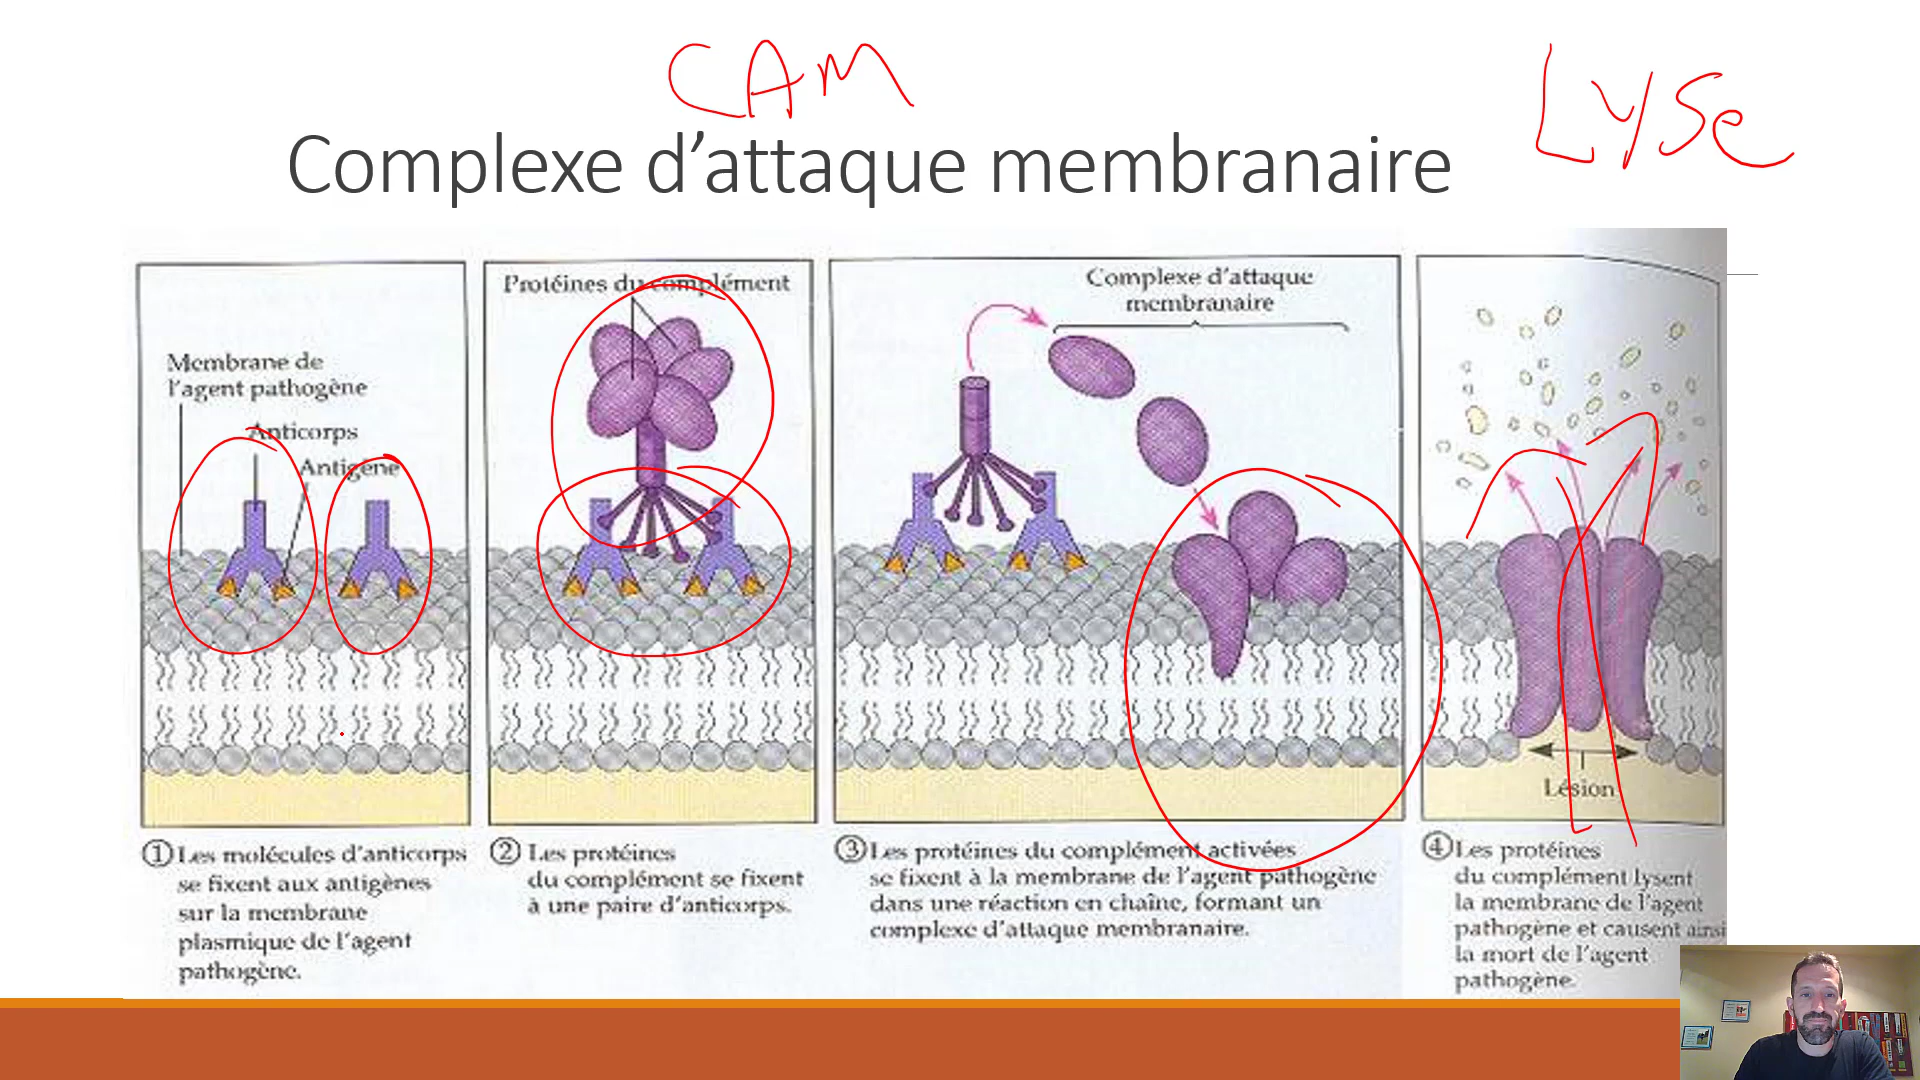 CAM
LYSe
Complexe d’attaque membranaire
Membrane de
l'agent pathogène
Anticorps
Antigène
Protéines du complément
Complexe d'attaque
membranaire
Lésion
① Les molécules d'anticorps
se fixent aux antigènes
sur la membrane
plasmique de l'agent
pathogène.
② Les protéines
du complément se fixent
à une paire d'anticorps.
③ Les protéines du complément activées
se fixent à la membrane de l'agent pathogène
dans une réaction en chaîne, formant un
complexe d'attaque membranaire.
④ Les protéines
du complément lysent
la membrane de l'agent
pathogène et causent ainsi
la mort de l'agent
pathogène.